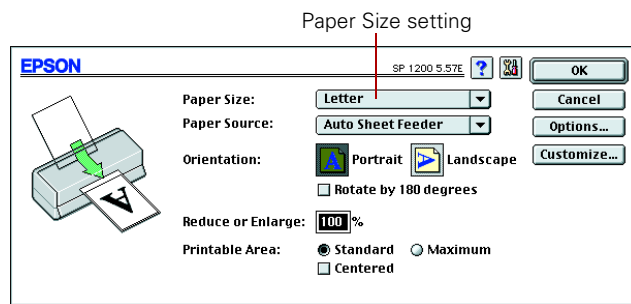 Paper Size setting
EPSON SP 1200 5.57E ? OK
Paper Size: Letter Cancel
Paper Source: Auto Sheet Feeder Options...
Orientation: A Portrait A Landscape Customize...
Rotate by 180 degrees
A
Reduce or Enlarge: 100 %
Printable Area: Standard Maximum
Centered